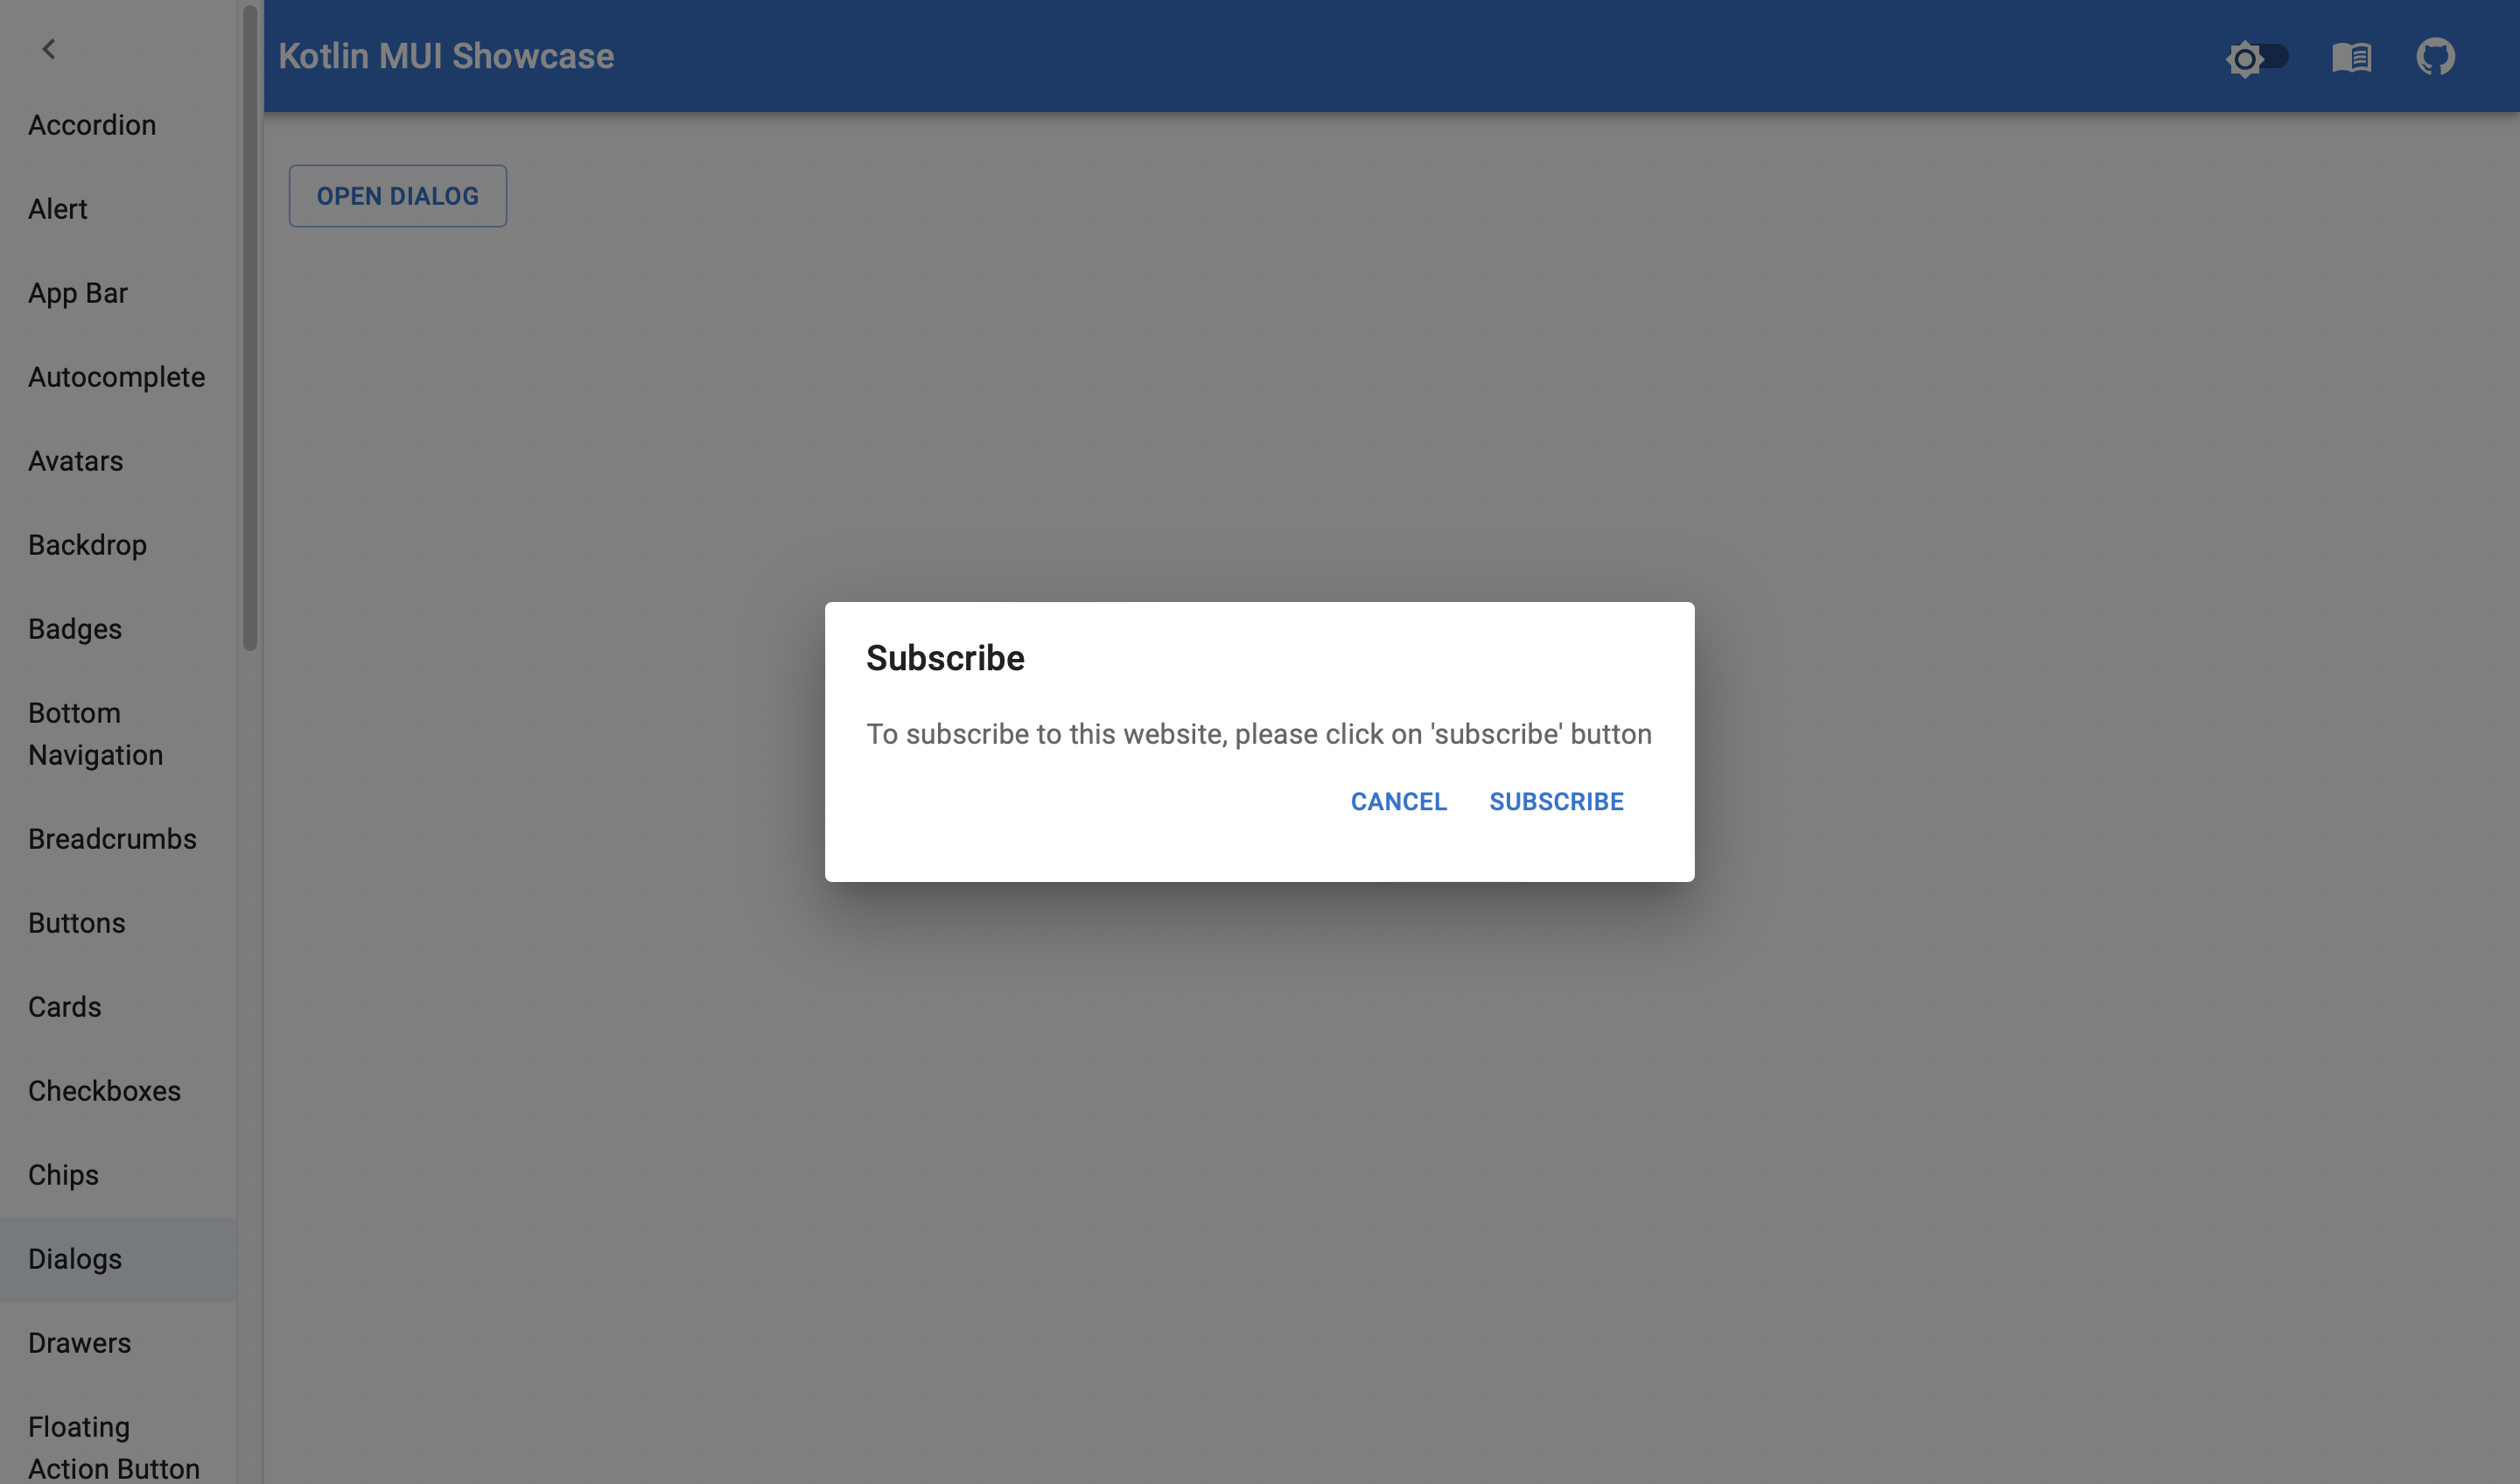 Kotlin MUI Showcase
Accordion
Alert
App Bar
Autocomplete
Avatars
Backdrop
Badges
Bottom
Navigation
Breadcrumbs
Buttons
Cards
Checkboxes
Chips
Dialogs
Drawers
Floating
Action Button
OPEN DIALOG
Subscribe
To subscribe to this website, please click on 'subscribe' button
CANCEL SUBSCRIBE